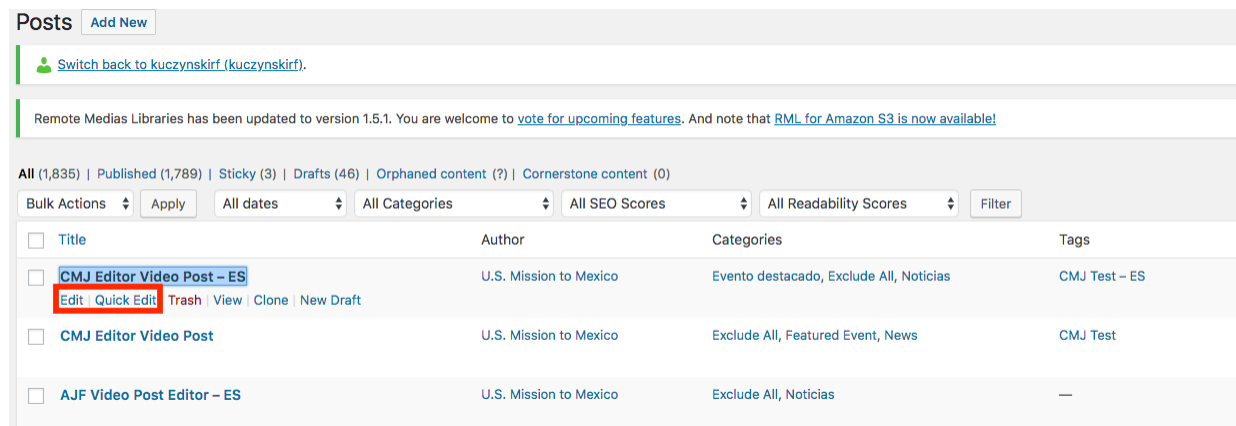 Posts Add New
Switch back to kuczynskirf (kuczynskirf).
Remote Medias Libraries has been updated to version 1.5.1. You are welcome to vote for upcoming features. And note that RML for Amazon S3 is now available!
All (1,835) | Published (1,789) | Sticky (3) | Drafts (46) | Orphaned content (?) | Cornerstone content (0)
Bulk Actions Apply All dates All Categories All SEO Scores All Readability Scores Filter
Title Author Categories Tags
CMJ Editor Video Post – ES U.S. Mission to Mexico Evento destacado, Exclude All, Noticias CMJ Test – ES
Edit | Quick Edit | Trash | View | Clone | New Draft
CMJ Editor Video Post U.S. Mission to Mexico Exclude All, Featured Event, News CMJ Test
AJF Video Post Editor – ES U.S. Mission to Mexico Exclude All, Noticias —